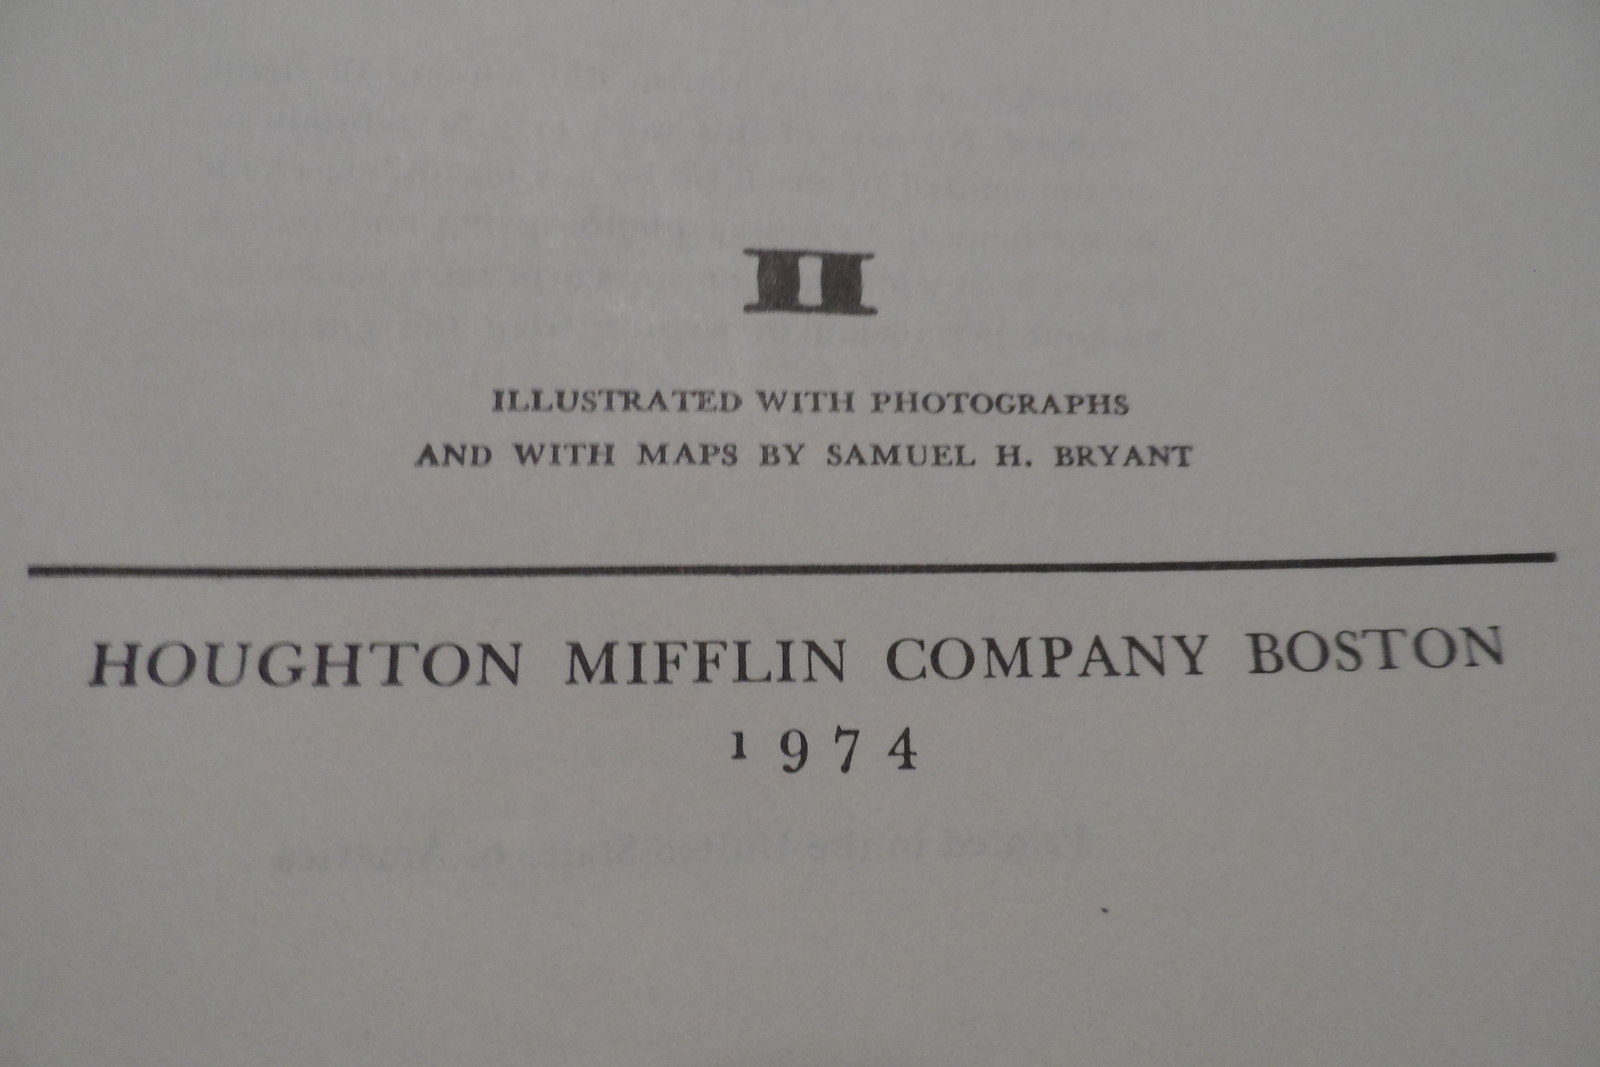 II
ILLUSTRATED WITH PHOTOGRAPHS
AND WITH MAPS BY SAMUEL H. BRYANT
HOUGHTON MIFFLIN COMPANY BOSTON
1974